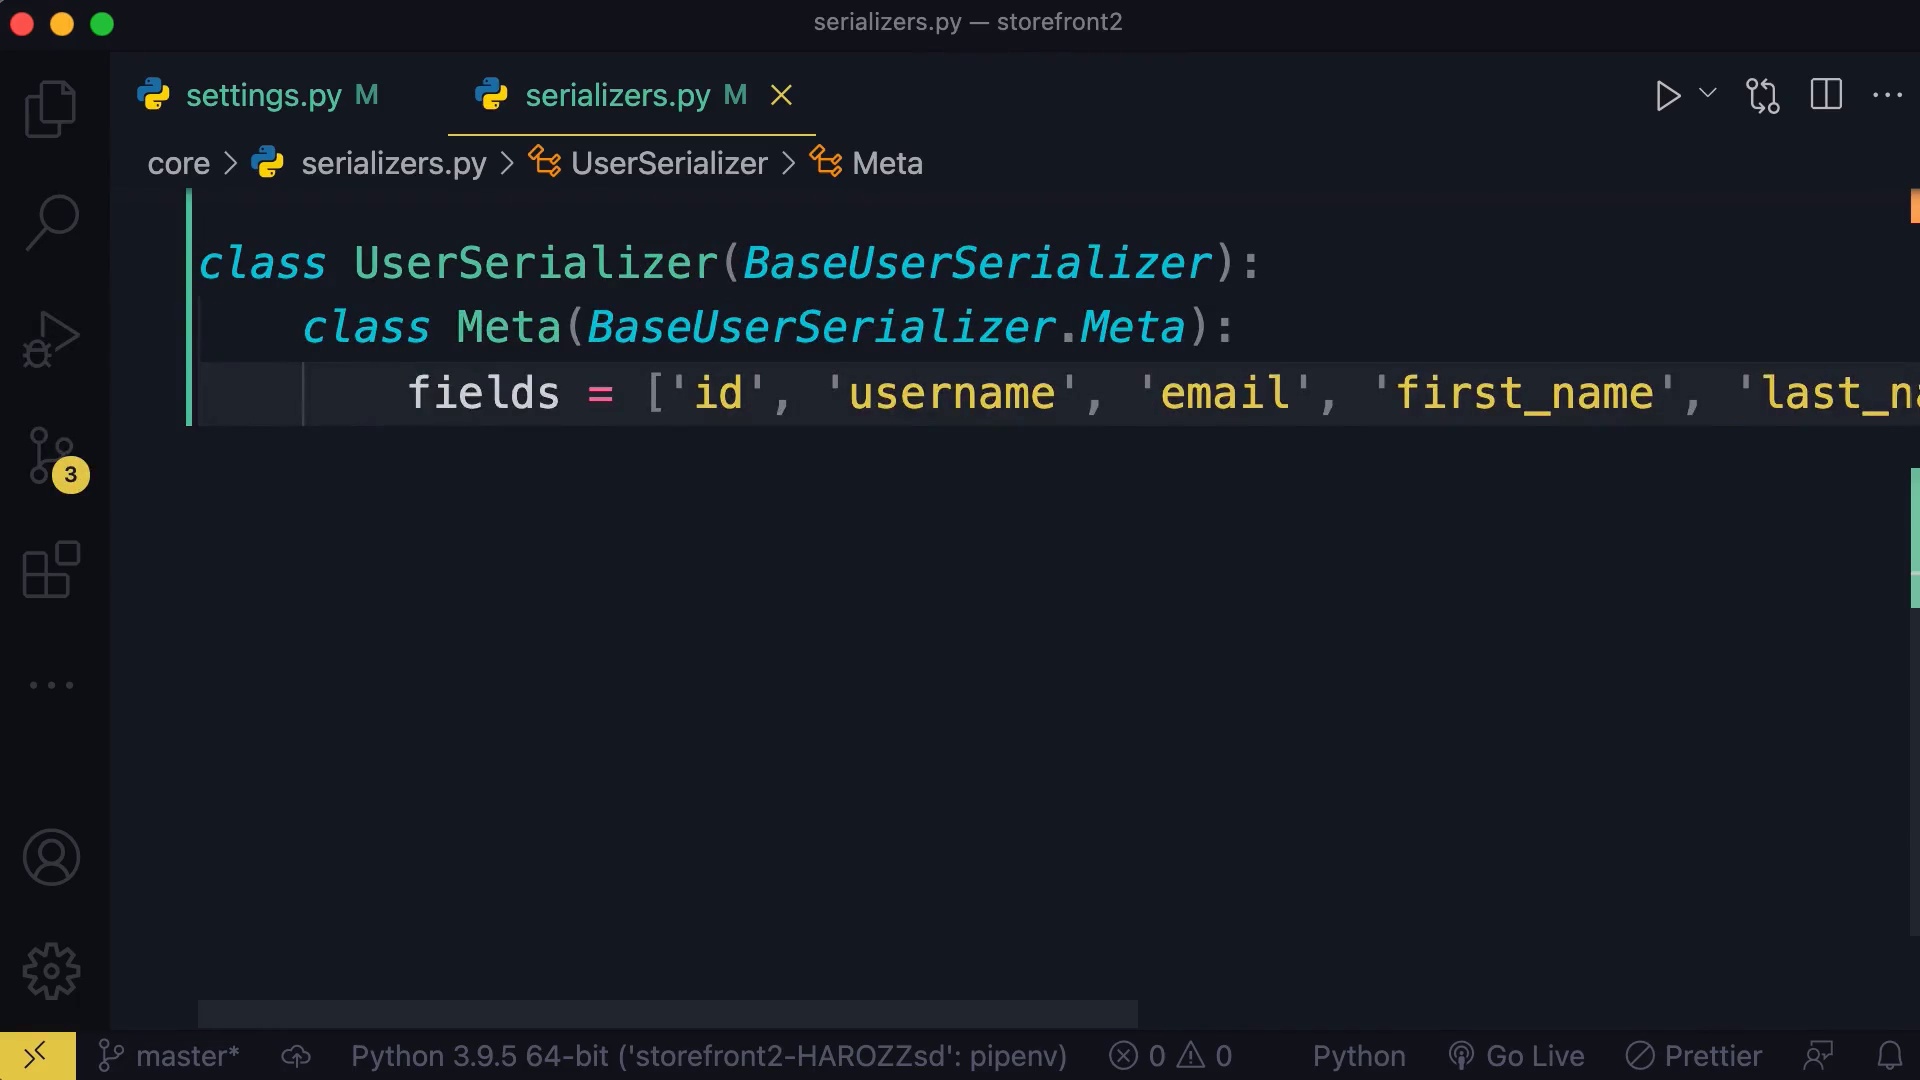 serializers.py — storefront2
settings.py M
serializers.py M
core > serializers.py > UserSerializer > Meta
class UserSerializer(BaseUserSerializer):
class Meta(BaseUserSerializer.Meta):
fields = ['id', 'username', 'email', 'first_name', 'last_na
3
master*
Python 3.9.5 64-bit ('storefront2-HAROZZsd': pipenv)
0
0
Python
Go Live
Prettier